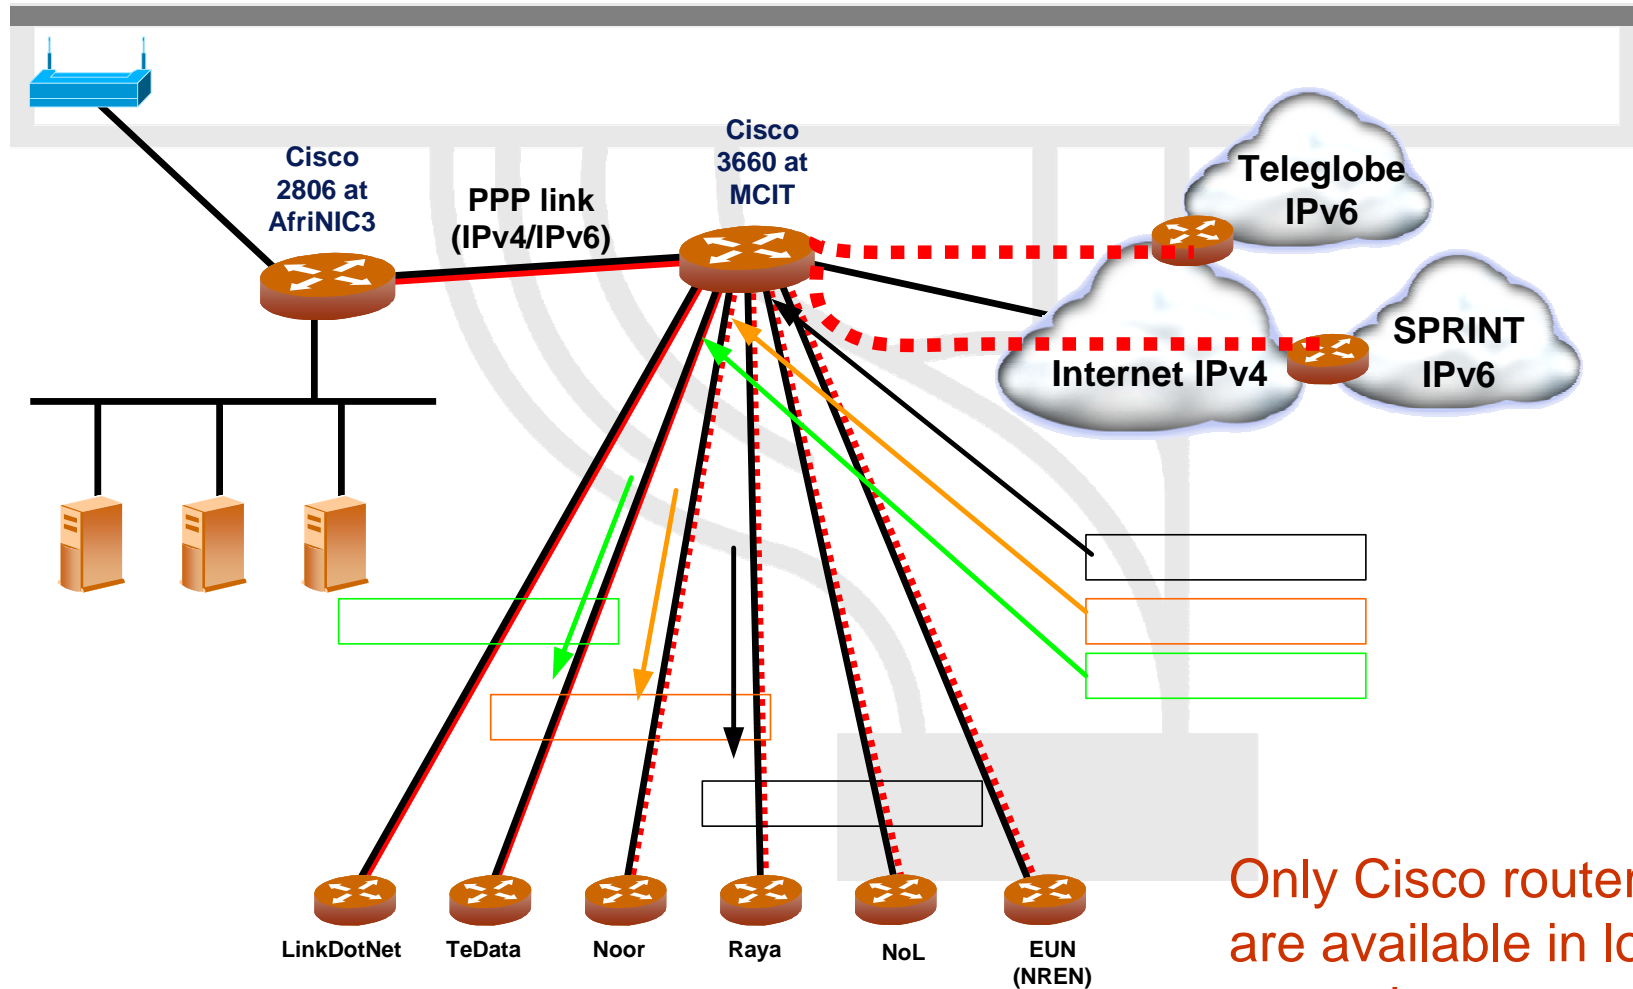 Cisco
2806 at
AfriNIC3
PPP link
(IPv4/IPv6)
Cisco
3660 at
MCIT
Teleglobe
IPv6
SPRINT
IPv6
Internet IPv4
LinkDotNet
TeData
Noor
Raya
NoL
EUN
(NREN)
Only Cisco router
are available in